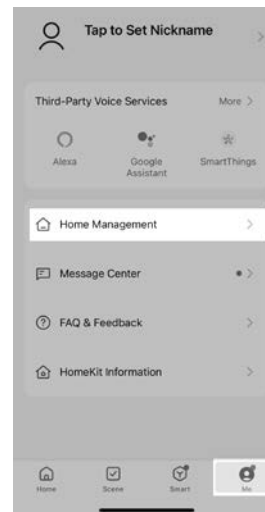 Tap to Set Nickname
Third-Party Voice Services More
Alexa Google Assistant SmartThings
Home Management
Message Center
FAQ & Feedback
HomeKit Information
Home Scene Smart Me